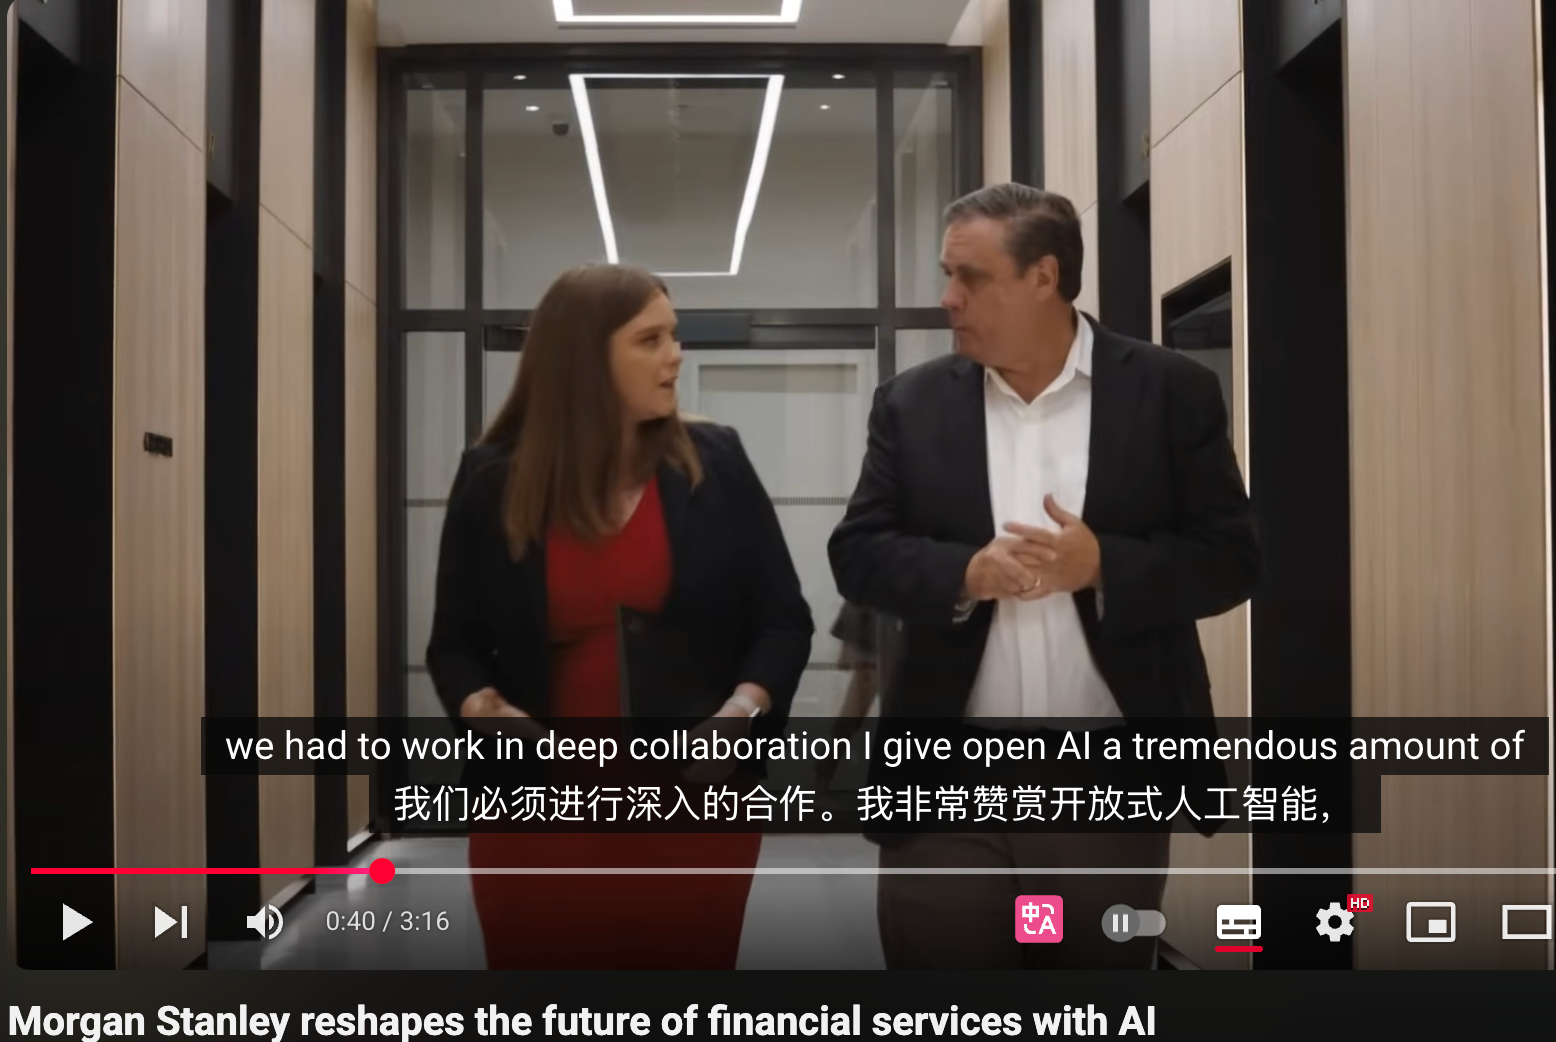 we had to work in deep collaboration I give open AI a tremendous amount of
我们必须进行深入的合作。我非常赞赏开放式人工智能，
0:40 / 3:16
中
A
HD
Morgan Stanley reshapes the future of financial services with AI